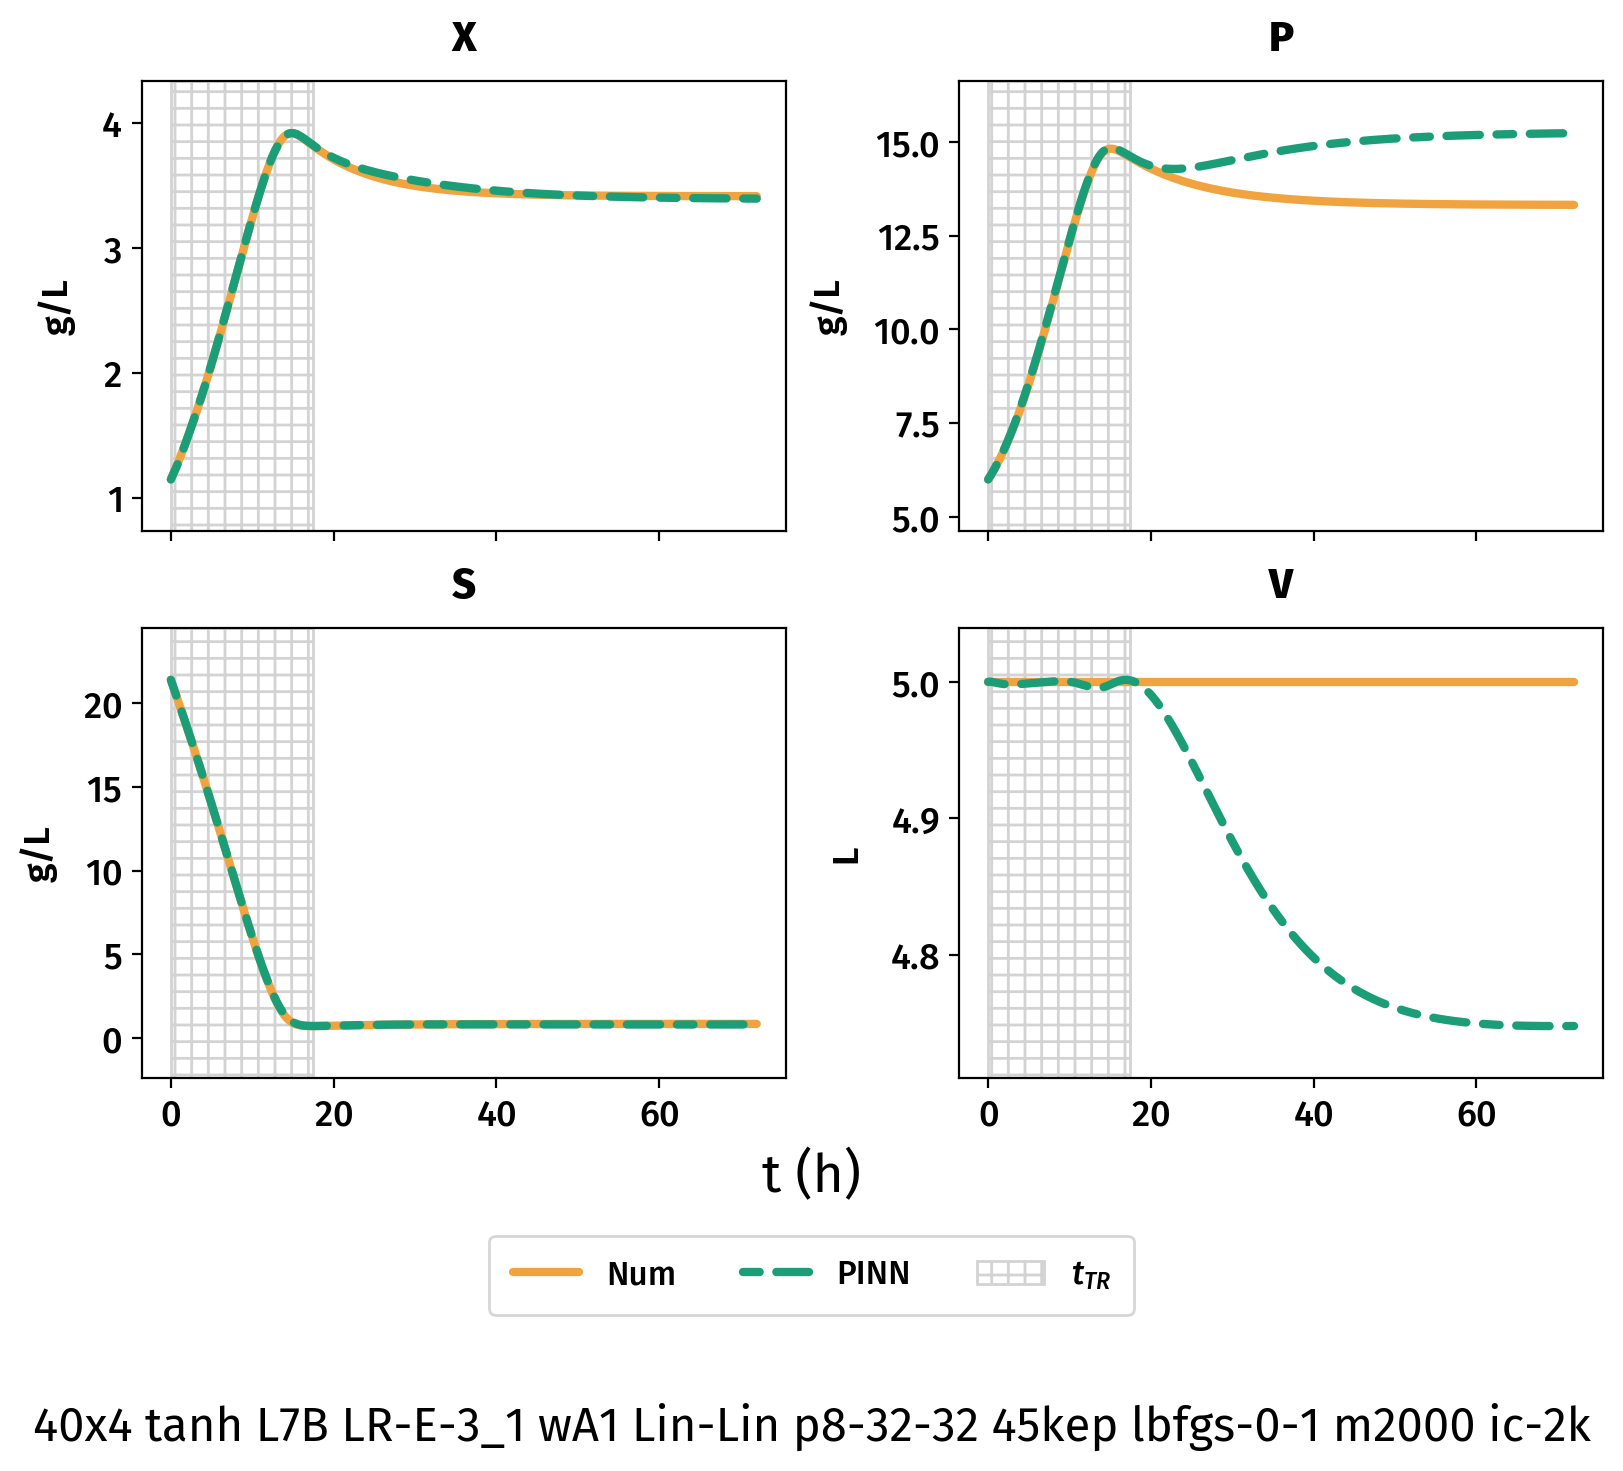 X
4
3
2
1
g/L
P
15.0
12.5
10.0
7.5
5.0
g/L
S
20
15
10
5
0
g/L
0 20 40 60
V
5.0
4.9
4.8
L
0 20 40 60
t (h)
Num PINN t_TR
40x4 tanh L7B LR-E-3_1 wA1 Lin-Lin p8-32-32 45kep lbfgs-0-1 m2000 ic-2k